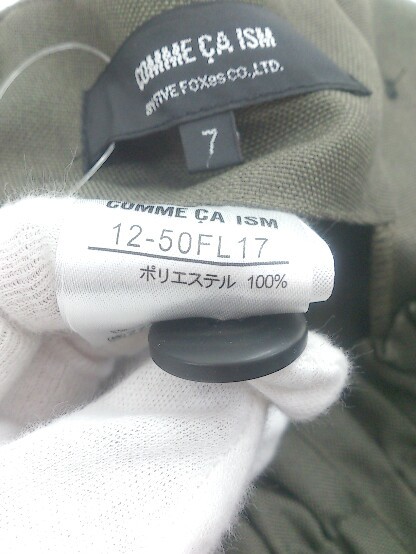 COMME ÇA ISM
BY FIVE FOXes CO.,LTD.
7
COMME ÇA ISM
12-50FL17
ポリエステル 100%